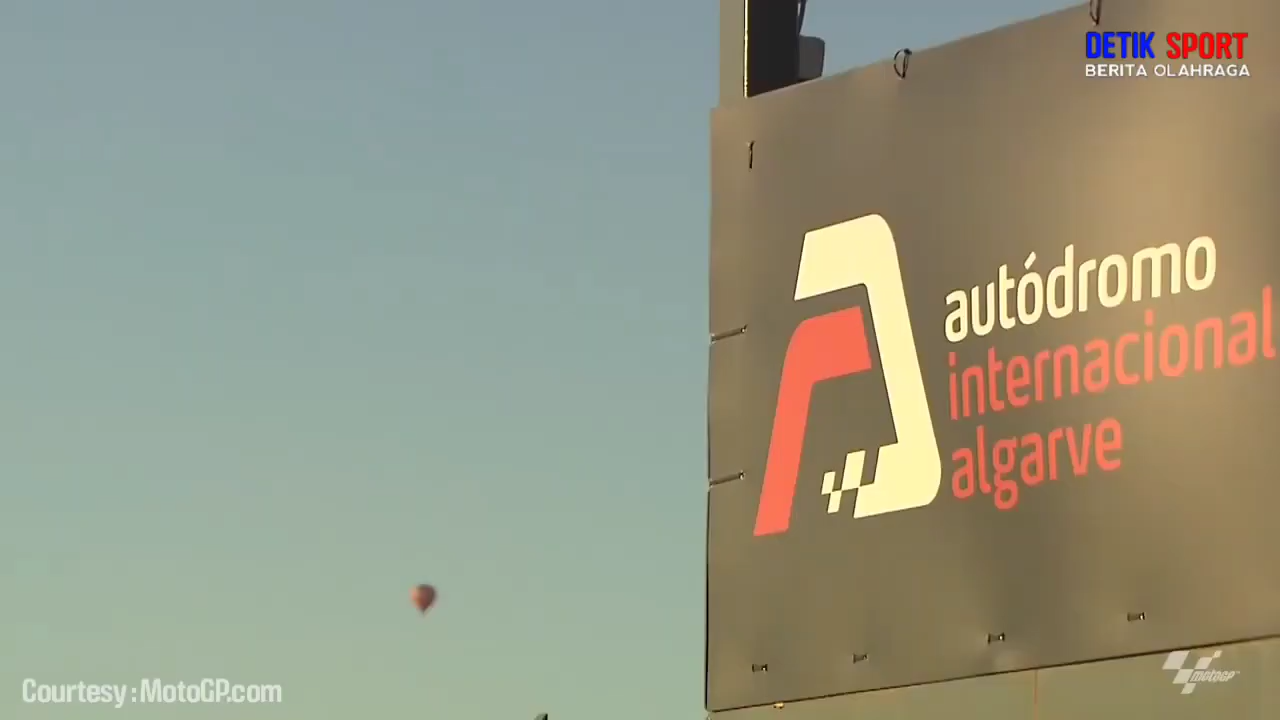 DETIK SPORT
BERITA OLAHRAGA
autódromo
internacional
algarve
Courtesy : MotoGP.com
MotoGP